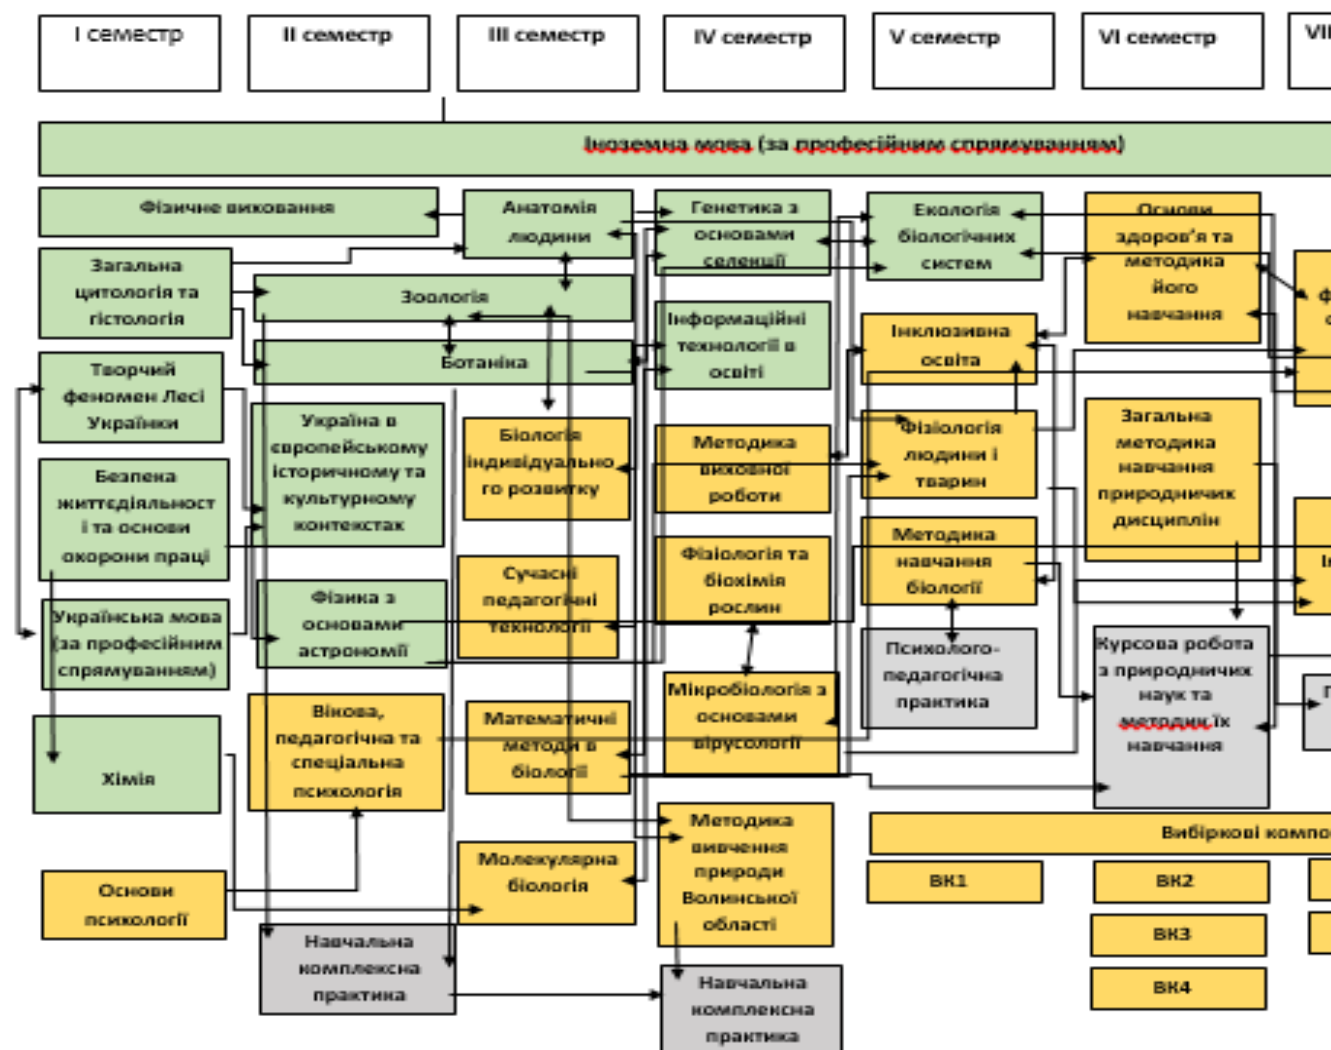 І семестр
ІІ семестр
ІІІ семестр
ІV семестр
V семестр
VI семестр
VII
Іноземна мова (за професійним спрямуванням)
Фізичне виховання
Загальна
цитологія та
гістологія
Творчий
феномен Лесі
Українки
Безпека
життєдіяльност
і та основи
охорони праці
Українська мова
(за професійним
спрямуванням)
Хімія
Основи
психології
Зоологія
Ботаніка
Україна в
європейському
історичному та
культурному
контекстах
Фізика з
основами
астрономії
Вікова,
педагогічна та
спеціальна
психологія
Навчальна
комплексна
практика
Анатомія
людини
Біологія
індивідуально
го розвитку
Сучасні
педагогічні
технології
Математичні
методи в
біології
Молекулярна
біологія
Генетика з
основами
селекції
Інформаційні
технології в
освіті
Методика
виховної
роботи
Фізіологія та
біохімія
рослин
Мікробіологія з
основами
вірусології
Методика
вивчення
природи
Волинської
області
Навчальна
комплексна
практика
Екологія
біологічних
систем
Інклюзивна
освіта
Фізіологія
людини і
тварин
Методика
навчання
біології
Психолого-
педагогічна
практика
Основи
здоров'я та
методика
його
навчання
Загальна
методика
навчання
природничих
дисциплін
Курсова робота
з природничих
наук та
методик їх
навчання
Вибіркові компо
ВК1
ВК2
ВК3
ВК4